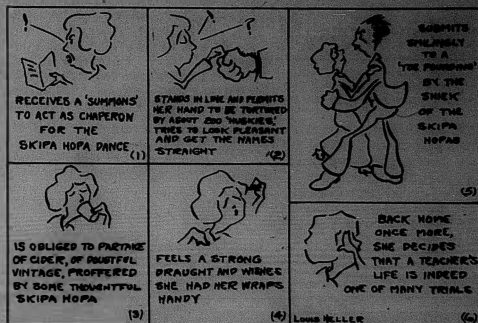 ! !
RECEIVES A 'SUMMONS'
TO ACT AS CHAPERON
FOR THE
SKIPA HOPA DANCE
(1)
! ?
STANDS IN LINE AND PERMITS
HER HAND TO BE TORTURED
BY ABOUT 200 'HUSKIES,'
TRIES TO LOOK PLEASANT
AND GET THE NAMES
STRAIGHT
(2)
IS OBLIGED TO PARTAKE
OF CIDER, OF DOUBTFUL
VINTAGE, PROFFERED
BY SOME THOUGHTFUL
SKIPA HOPA
(3)
FEELS A STRONG
DRAUGHT AND WISHES
SHE HAD HER WRAPS
HANDY
(4)
SUBMITS
SMILINGLY
TO A
'TOE POUNDING'
BY THE
SHIEK
OF THE
SKIPA
HOPAS
(5)
BACK HOME
ONCE MORE,
SHE DECIDES
THAT A TEACHER'S
LIFE IS INDEED
ONE OF MANY TRIALS
LOUIS HELLER
(6)